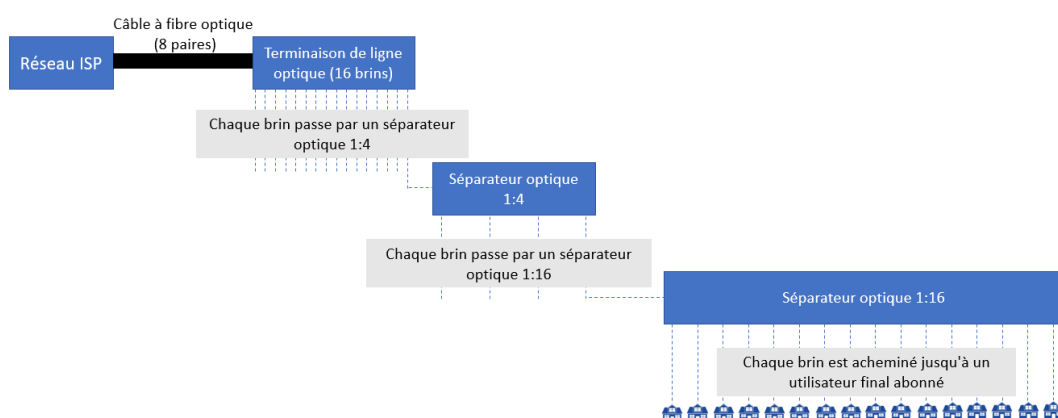 Câble à fibre optique
(8 paires)
Réseau ISP
Terminaison de ligne
optique (16 brins)
Chaque brin passe par un séparateur
optique 1:4
Séparateur optique
1:4
Chaque brin passe par un séparateur
optique 1:16
Séparateur optique 1:16
Chaque brin est acheminé jusqu'à un
utilisateur final abonné